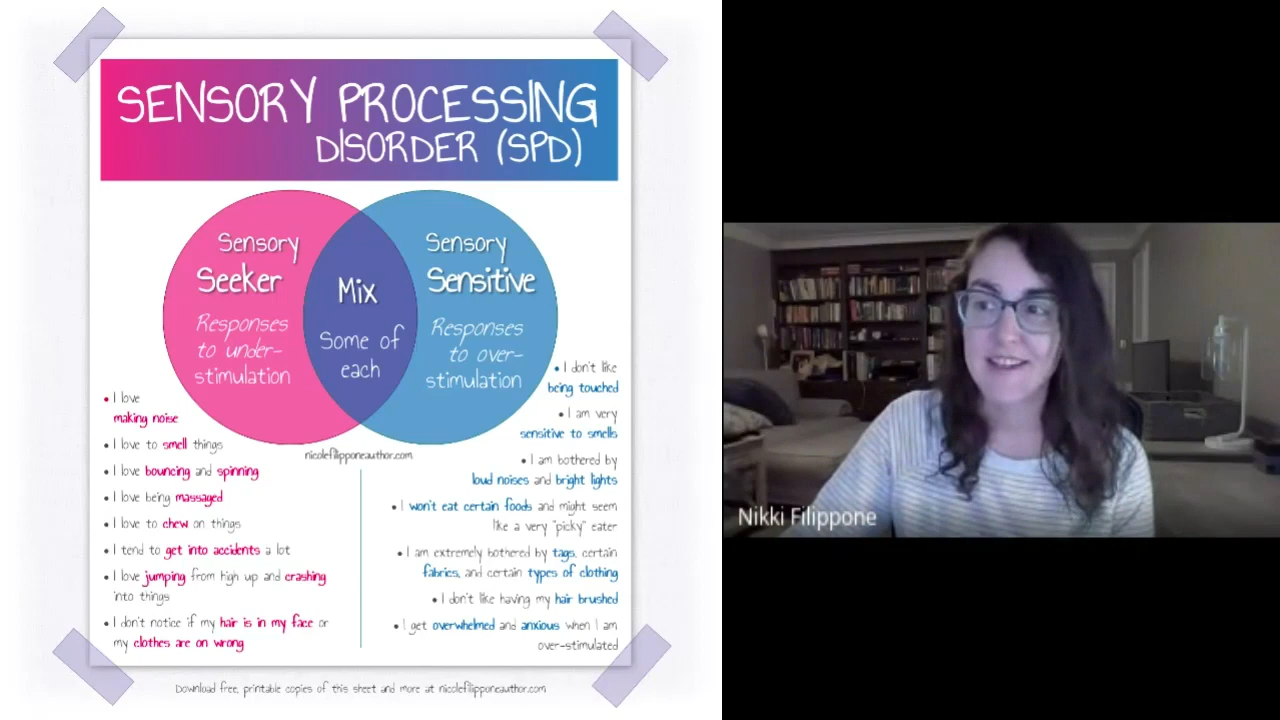 SENSORY PROCESSING
DISORDER (SPD)
Sensory
Seeker
Responses
to under-
stimulation
Mix
Some of
each
Sensory
Sensitive
Responses
to over-
stimulation
• I love
making noise
• I love to smell things
• I love bouncing and spinning
• I love being massaged
• I love to chew on things
• I tend to get into accidents a lot
• I love jumping from high up and crashing
into things
• I don't notice if my hair is in my face or
my clothes are on wrong
nicolefilipponeauthor.com
• I don't like
being touched
• I am very
sensitive to smells
• I am bothered by
loud noises and bright lights
• I won't eat certain foods and might seem
like a very "picky" eater
• I am extremely bothered by tags, certain
fabrics, and certain types of clothing
• I don't like having my hair brushed
• I get overwhelmed and anxious when I am
over-stimulated
Download free, printable copies of this sheet and more at nicolefilipponeauthor.com
Nikki Filippone